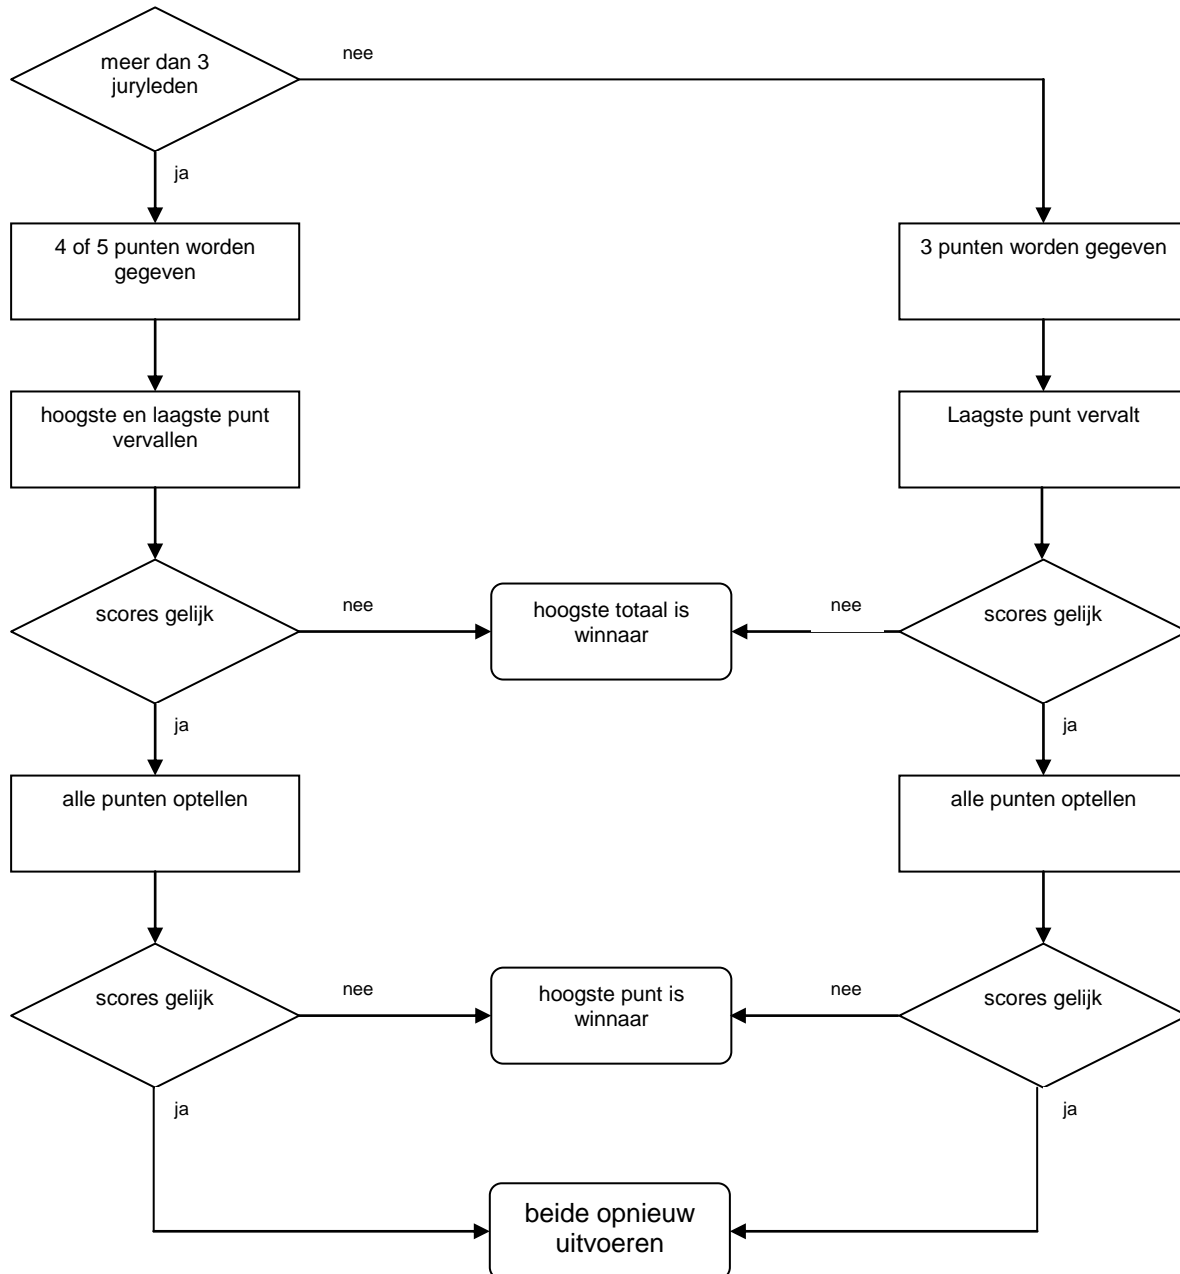 meer dan 3
juryleden
nee
ja
4 of 5 punten worden
gegeven
3 punten worden gegeven
hoogste en laagste punt
vervallen
Laagste punt vervalt
scores gelijk
nee
hoogste totaal is
winnaar
nee
scores gelijk
ja
ja
alle punten optellen
alle punten optellen
scores gelijk
nee
hoogste punt is
winnaar
nee
scores gelijk
ja
ja
beide opnieuw
uitvoeren